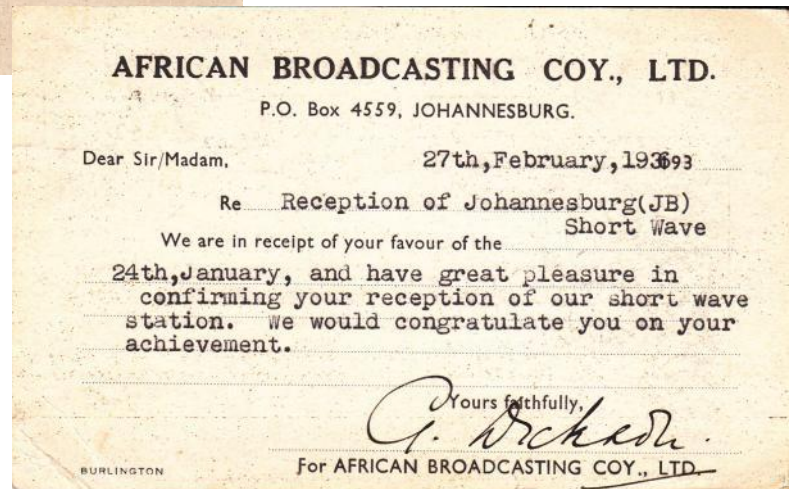 AFRICAN BROADCASTING COY., LTD.
P.O. Box 4559, JOHANNESBURG.
Dear Sir/Madam, 27th,February,193693
Re Reception of Johannesburg(JB)
Short Wave
We are in receipt of your favour of the
24th,January, and have great pleasure in
confirming your reception of our short wave
station. We would congratulate you on your
achievement.
Yours faithfully,
G. Dickson.
For AFRICAN BROADCASTING COY., LTD.
BURLINGTON